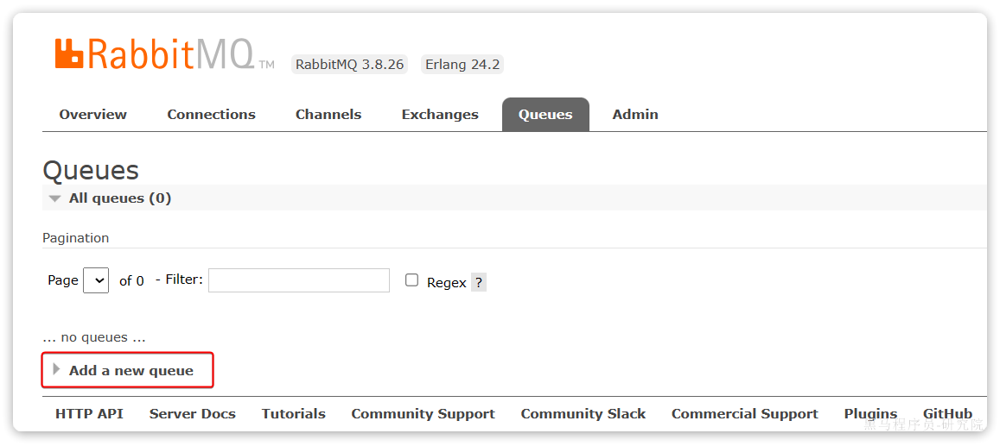 RabbitMQ TM RabbitMQ 3.8.26 Erlang 24.2
Overview Connections Channels Exchanges Queues Admin
Queues
All queues (0)
Pagination
Page of 0 - Filter: Regex ?
... no queues ...
Add a new queue
HTTP API Server Docs Tutorials Community Support Community Slack Commercial Support Plugins GitHub
黑马程序员-研究院